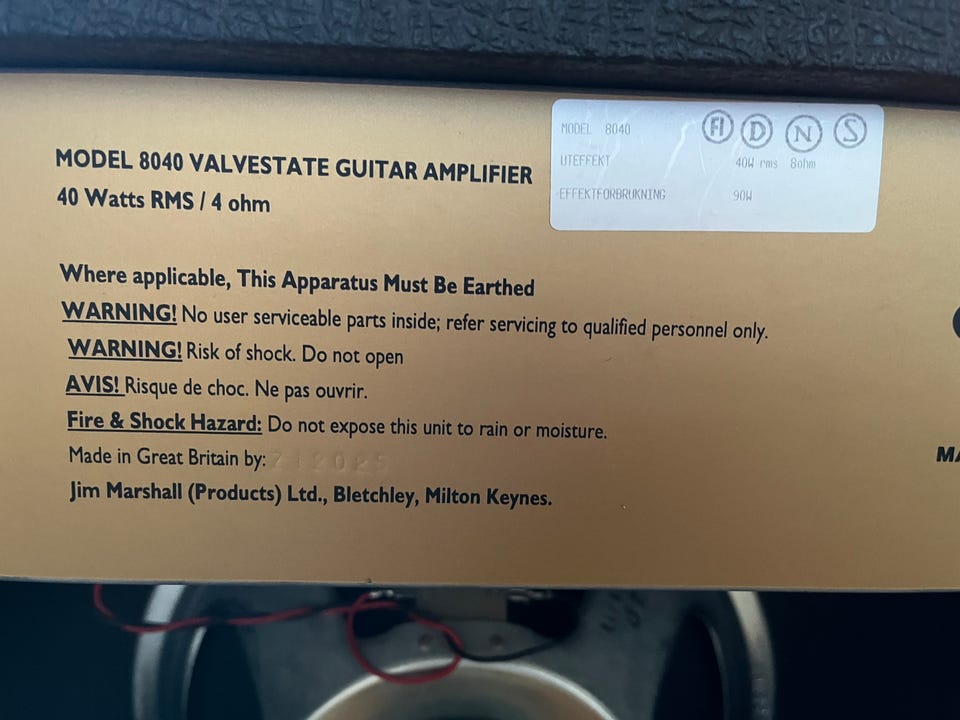 MODEL 8040 VALVESTATE GUITAR AMPLIFIER
40 Watts RMS / 4 ohm
MODEL 8040 FI D N S
UTEFFEKT 40W rms 8ohm
EFFEKTFORBRUKNING 90W
Where applicable, This Apparatus Must Be Earthed
WARNING! No user serviceable parts inside; refer servicing to qualified personnel only.
WARNING! Risk of shock. Do not open
AVIS! Risque de choc. Ne pas ouvrir.
Fire & Shock Hazard: Do not expose this unit to rain or moisture.
Made in Great Britain by:
Jim Marshall (Products) Ltd., Bletchley, Milton Keynes.